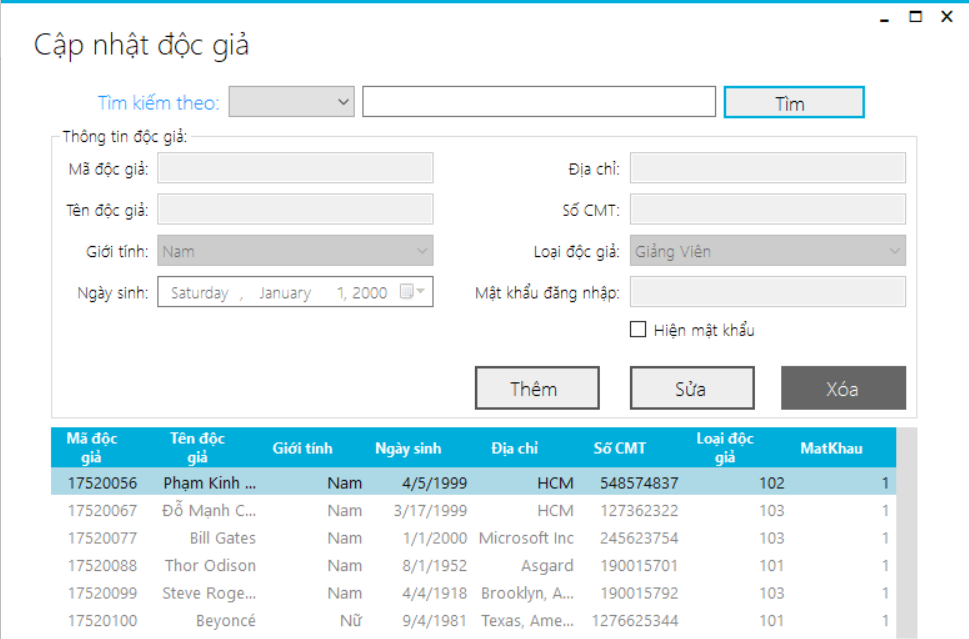 Cập nhật độc giả
Tìm kiếm theo: Tìm
Thông tin độc giả:
Mã độc giả: Địa chỉ:
Tên độc giả: Số CMT:
Giới tính: Nam Loại độc giả: Giảng Viên
Ngày sinh: Saturday , January 1, 2000 Mật khẩu đăng nhập:
Hiện mật khẩu
Thêm Sửa Xóa
Mã độc giả Tên độc giả Giới tính Ngày sinh Địa chỉ Số CMT Loại độc giả MatKhau
17520056 Phạm Kinh ... Nam 4/5/1999 HCM 548574837 102 1
17520067 Đỗ Mạnh C... Nam 3/17/1999 HCM 127362322 103 1
17520077 Bill Gates Nam 1/1/2000 Microsoft Inc 245623754 103 1
17520088 Thor Odison Nam 8/1/1952 Asgard 190015701 101 1
17520099 Steve Roge... Nam 4/4/1918 Brooklyn, A... 190015792 103 1
17520100 Beyoncé Nữ 9/4/1981 Texas, Ame... 1276625344 101 1